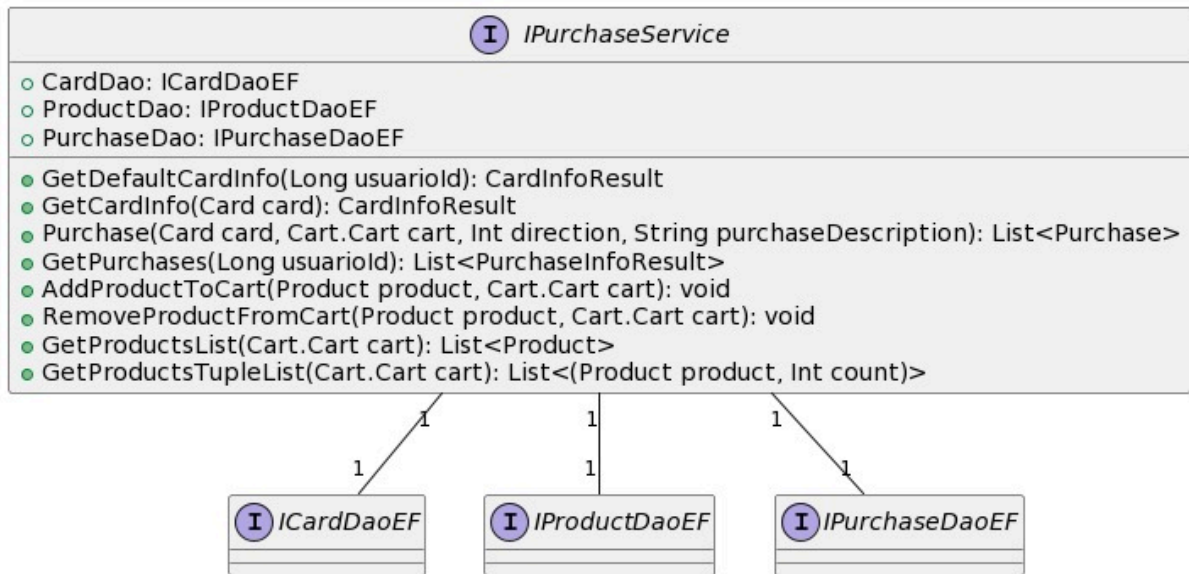 I IPurchaseService
CardDao: ICardDaoEF
ProductDao: IProductDaoEF
PurchaseDao: IPurchaseDaoEF
GetDefaultCardInfo(Long usuarioId): CardInfoResult
GetCardInfo(Card card): CardInfoResult
Purchase(Card card, Cart.Cart cart, Int direction, String purchaseDescription): List<Purchase>
GetPurchases(Long usuarioId): List<PurchaseInfoResult>
AddProductToCart(Product product, Cart.Cart cart): void
RemoveProductFromCart(Product product, Cart.Cart cart): void
GetProductsList(Cart.Cart cart): List<Product>
GetProductsTupleList(Cart.Cart cart): List<(Product product, Int count)>
1 1 1
1 1 1
I ICardDaoEF I IProductDaoEF I IPurchaseDaoEF